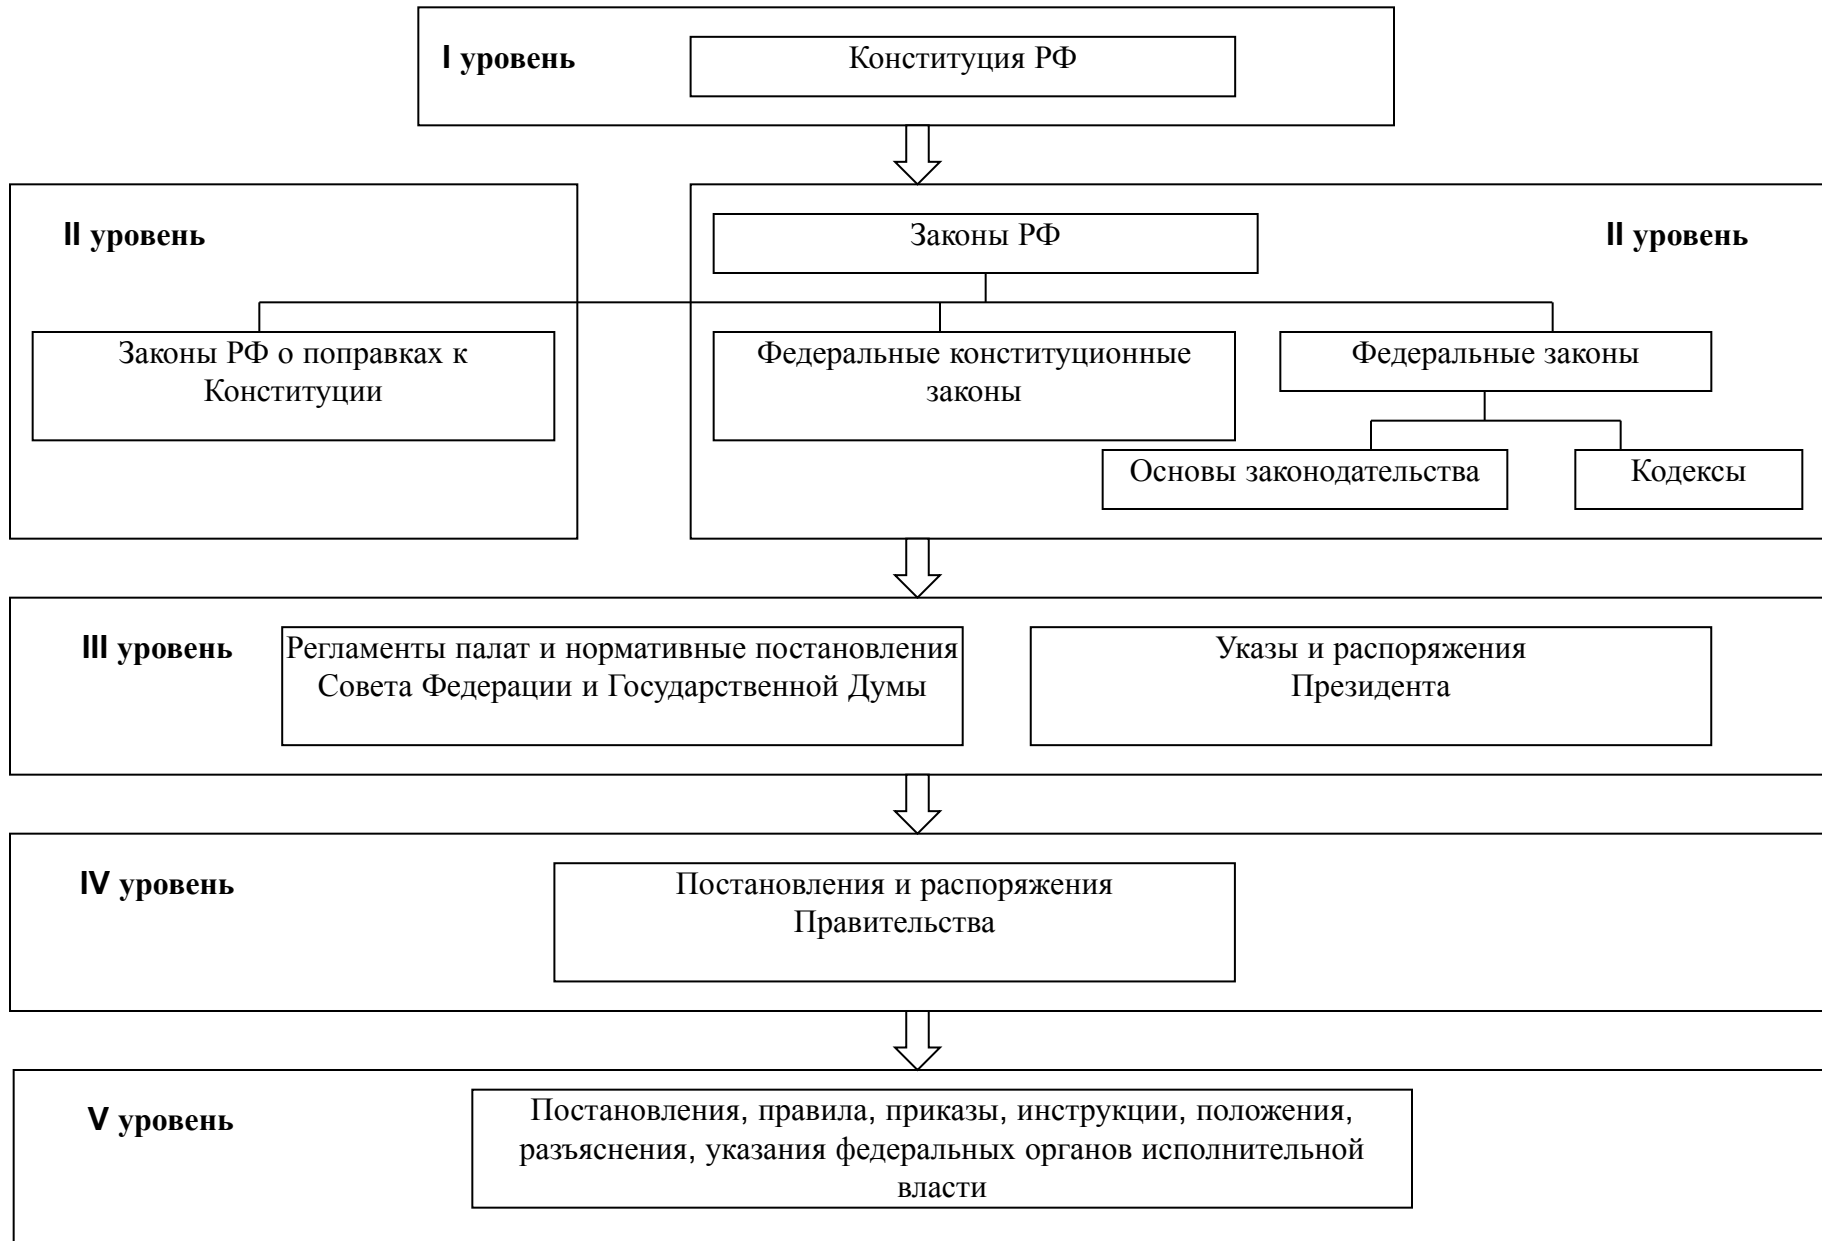 I уровень
Конституция РФ
II уровень
Законы РФ
II уровень
Законы РФ о поправках к
Конституции
Федеральные конституционные
законы
Федеральные законы
Основы законодательства
Кодексы
III уровень
Регламенты палат и нормативные постановления
Совета Федерации и Государственной Думы
Указы и распоряжения
Президента
IV уровень
Постановления и распоряжения
Правительства
V уровень
Постановления, правила, приказы, инструкции, положения,
разъяснения, указания федеральных органов исполнительной
власти